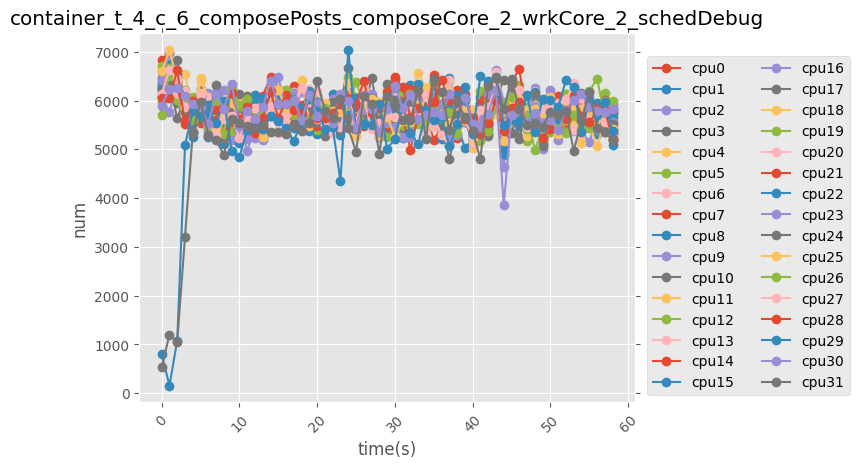 container_t_4_c_6_composePosts_composeCore_2_wrkCore_2_schedDebug
7000
6000
5000
4000
3000
2000
1000
0
num
0
10
20
30
40
50
60
time(s)
cpu0
cpu1
cpu2
cpu3
cpu4
cpu5
cpu6
cpu7
cpu8
cpu9
cpu10
cpu11
cpu12
cpu13
cpu14
cpu15
cpu16
cpu17
cpu18
cpu19
cpu20
cpu21
cpu22
cpu23
cpu24
cpu25
cpu26
cpu27
cpu28
cpu29
cpu30
cpu31